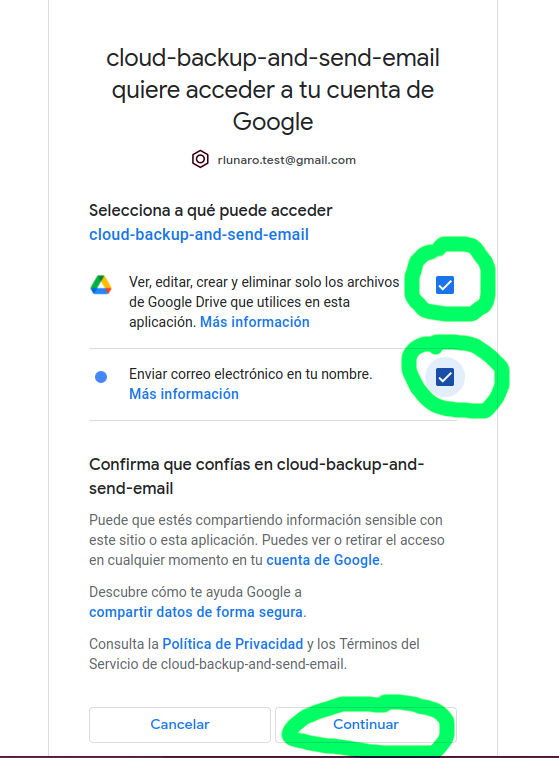 cloud-backup-and-send-email
quiere acceder a tu cuenta de
Google
rlunaro.test@gmail.com
Selecciona a qué puede acceder
cloud-backup-and-send-email
Ver, editar, crear y eliminar solo los archivos
de Google Drive que utilices en esta
aplicación. Más información
Enviar correo electrónico en tu nombre.
Más información
Confirma que confías en cloud-backup-and-
send-email
Puede que estés compartiendo información sensible con
este sitio o esta aplicación. Puedes ver o retirar el acceso
en cualquier momento en tu cuenta de Google.
Descubre cómo te ayuda Google a
compartir datos de forma segura.
Consulta la Política de Privacidad y los Términos del
Servicio de cloud-backup-and-send-email.
Cancelar
Continuar